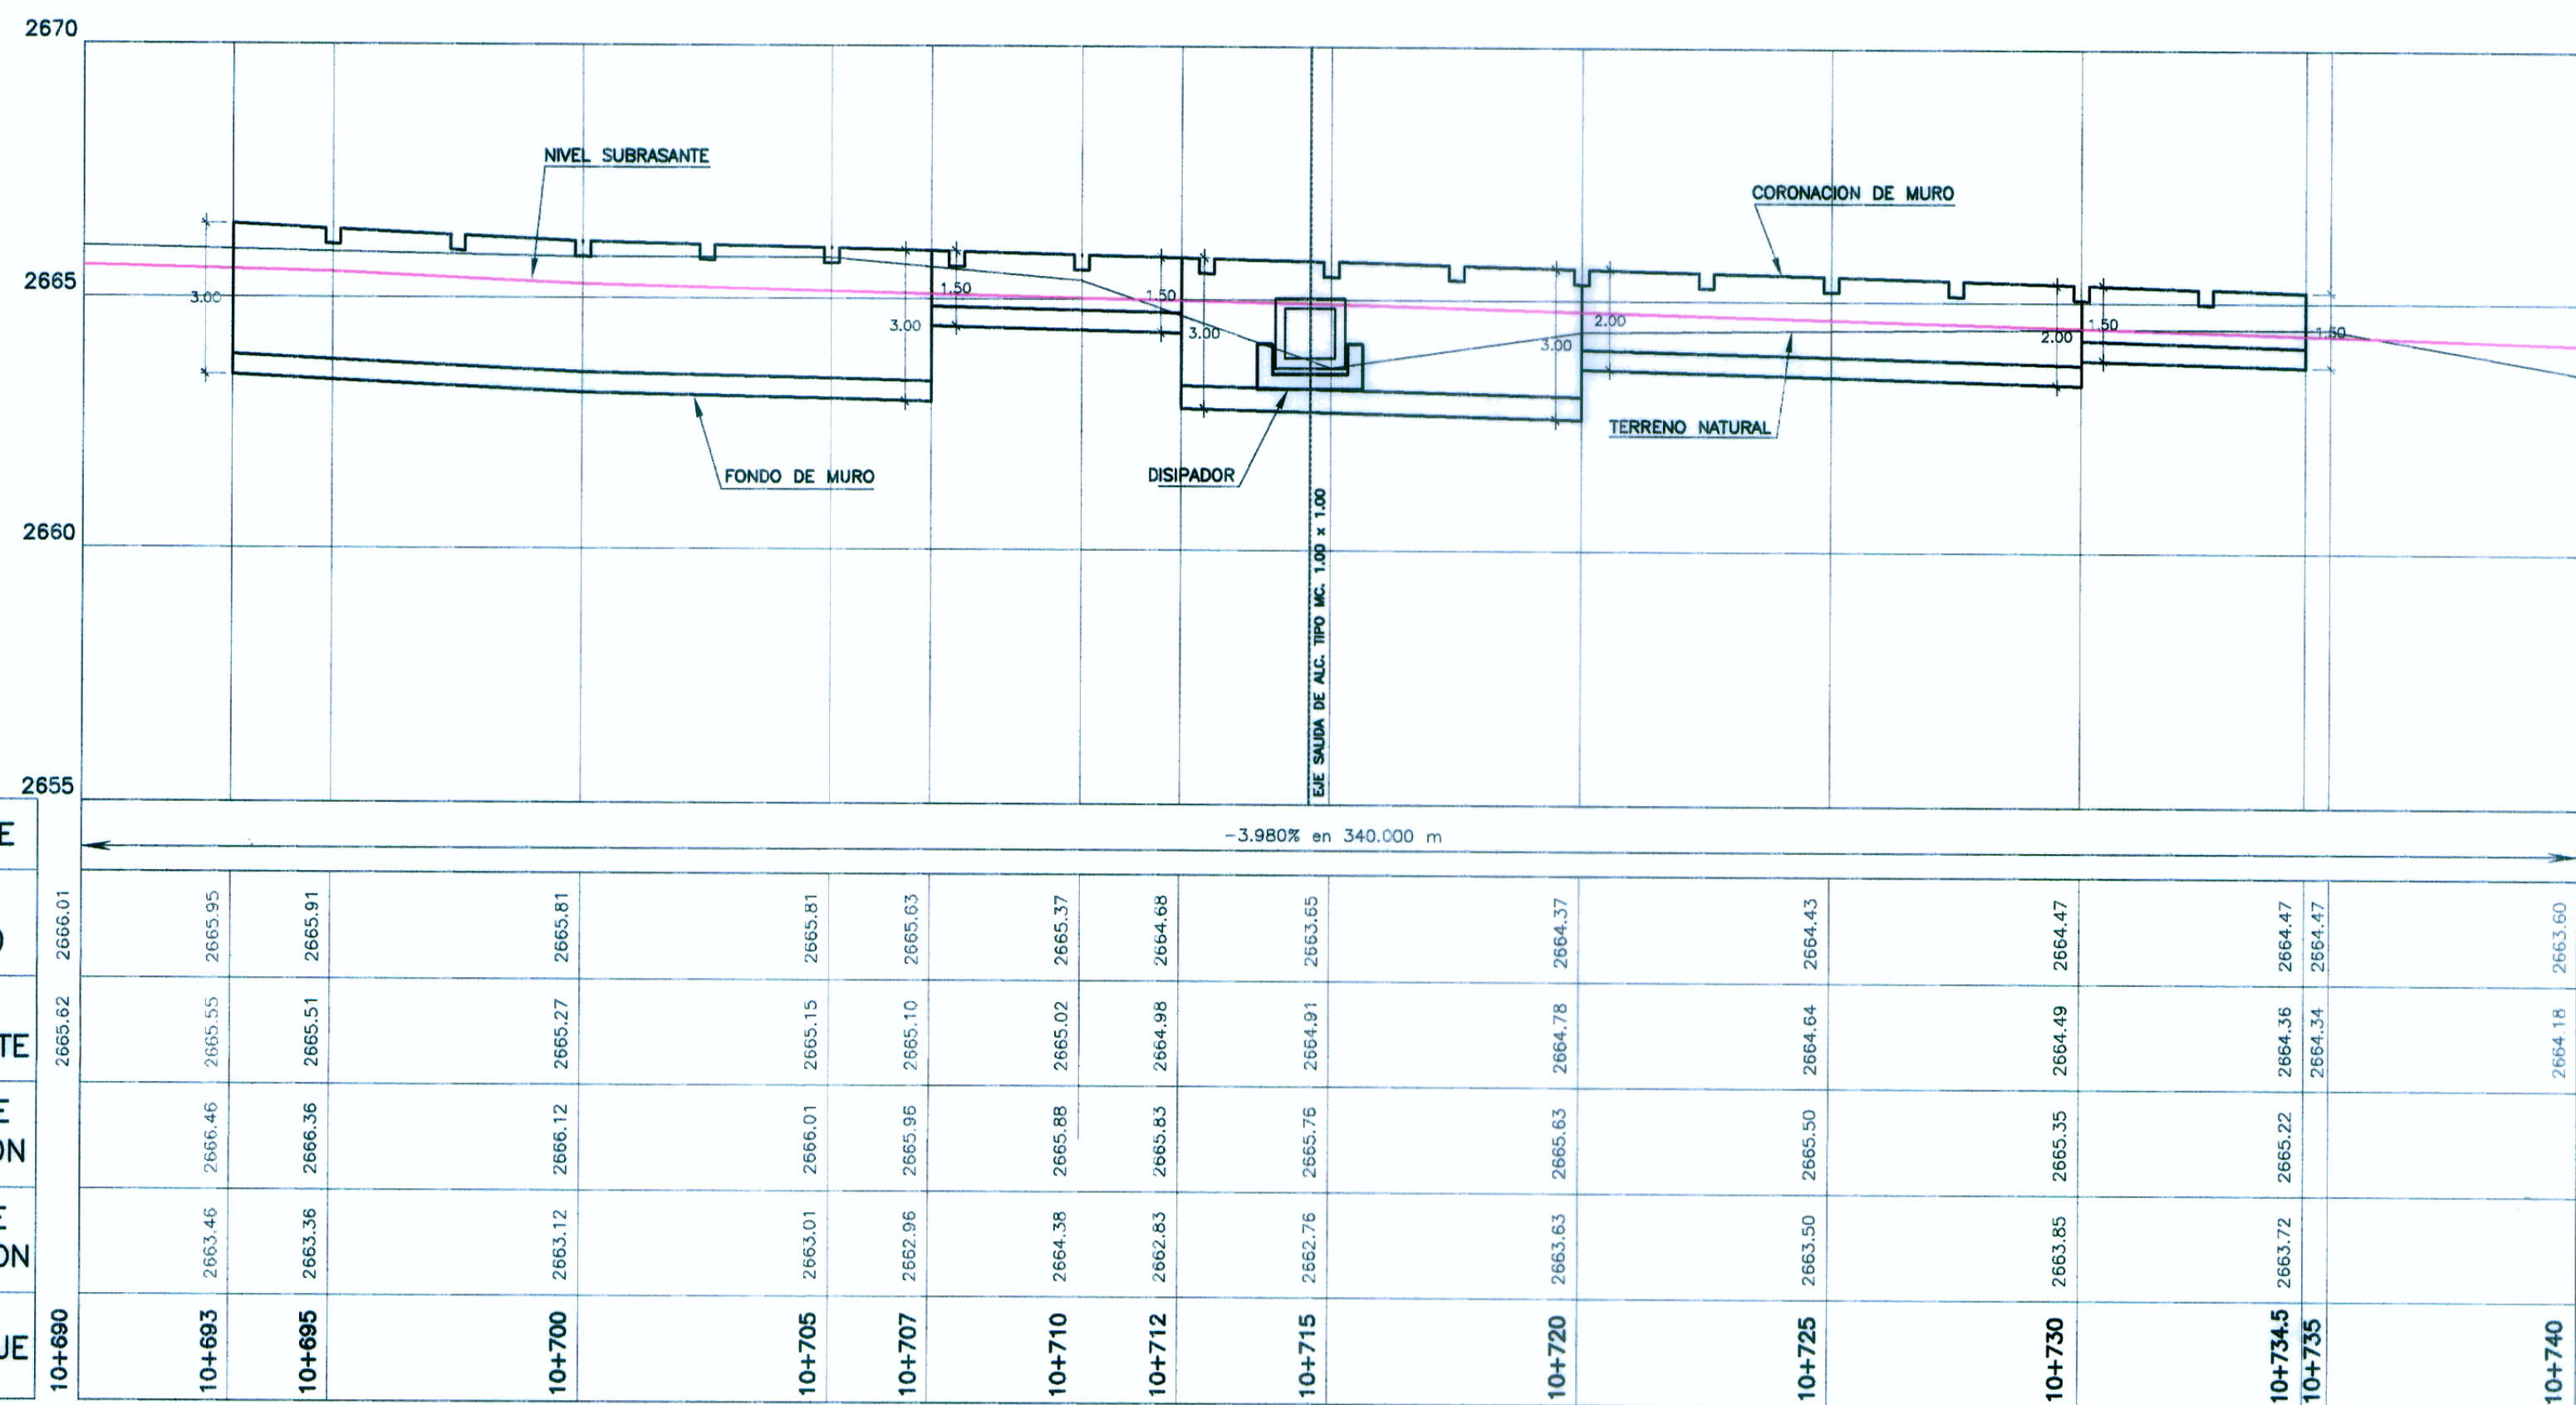 2670
NIVEL SUBRASANTE
CORONACION DE MURO
2665
3.00
3.00
1.50
1.50
3.00
3.00
2.00
2.00
1.50
1.50
TERRENO NATURAL
FONDO DE MURO
DISIPADOR
EJE SALIDA DE ALC. TIPO MC. 1.00 x 1.00
2660
2655
-3.980% en 340.000 m
E
O
2666.01 2665.95 2665.91 2665.81 2665.81 2665.63 2665.37 2664.68 2663.65 2664.37 2664.43 2664.47 2664.47 2664.47 2663.60
TE
2665.62 2665.55 2665.51 2665.27 2665.15 2665.10 2665.02 2664.98 2664.91 2664.78 2664.64 2664.49 2664.36 2664.34 2664.18
E
ON
2666.46 2666.36 2666.12 2666.01 2665.96 2665.88 2665.83 2665.76 2665.63 2665.50 2665.35 2665.22
E
ON
2663.46 2663.36 2663.12 2663.01 2662.96 2664.38 2662.83 2662.76 2663.63 2663.50 2663.85 2663.72
UE
10+690 10+693 10+695 10+700 10+705 10+707 10+710 10+712 10+715 10+720 10+725 10+730 10+734.5 10+735 10+740